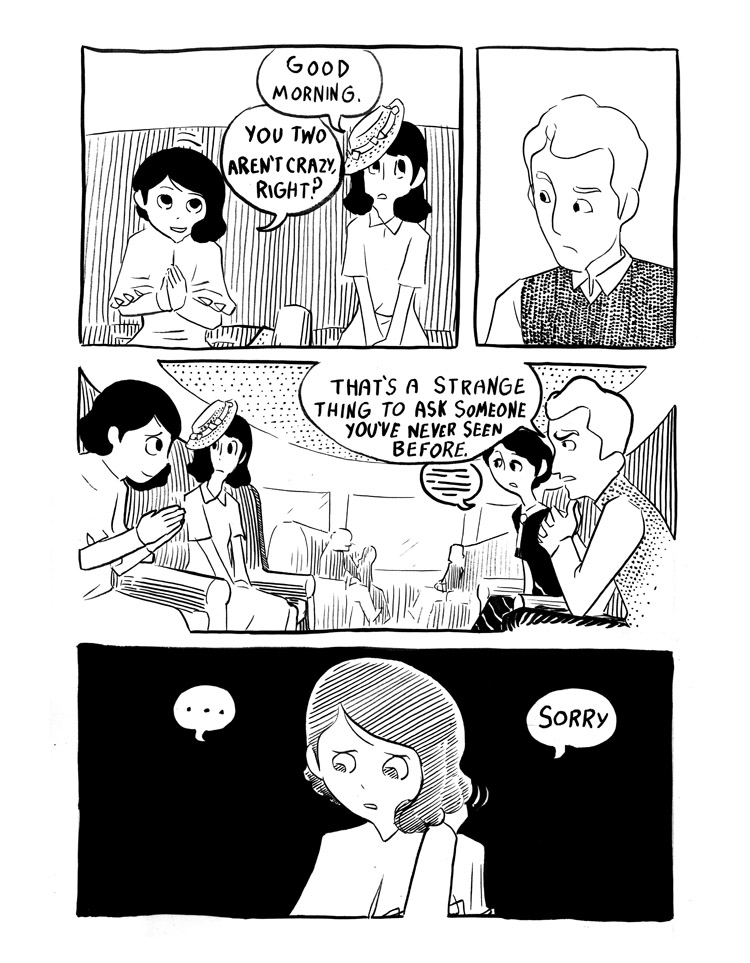 GOOD
MORNING.
YOU TWO
AREN'T CRAZY,
RIGHT?
THAT'S A STRANGE
THING TO ASK SOMEONE
YOU'VE NEVER SEEN
BEFORE.
...
SORRY